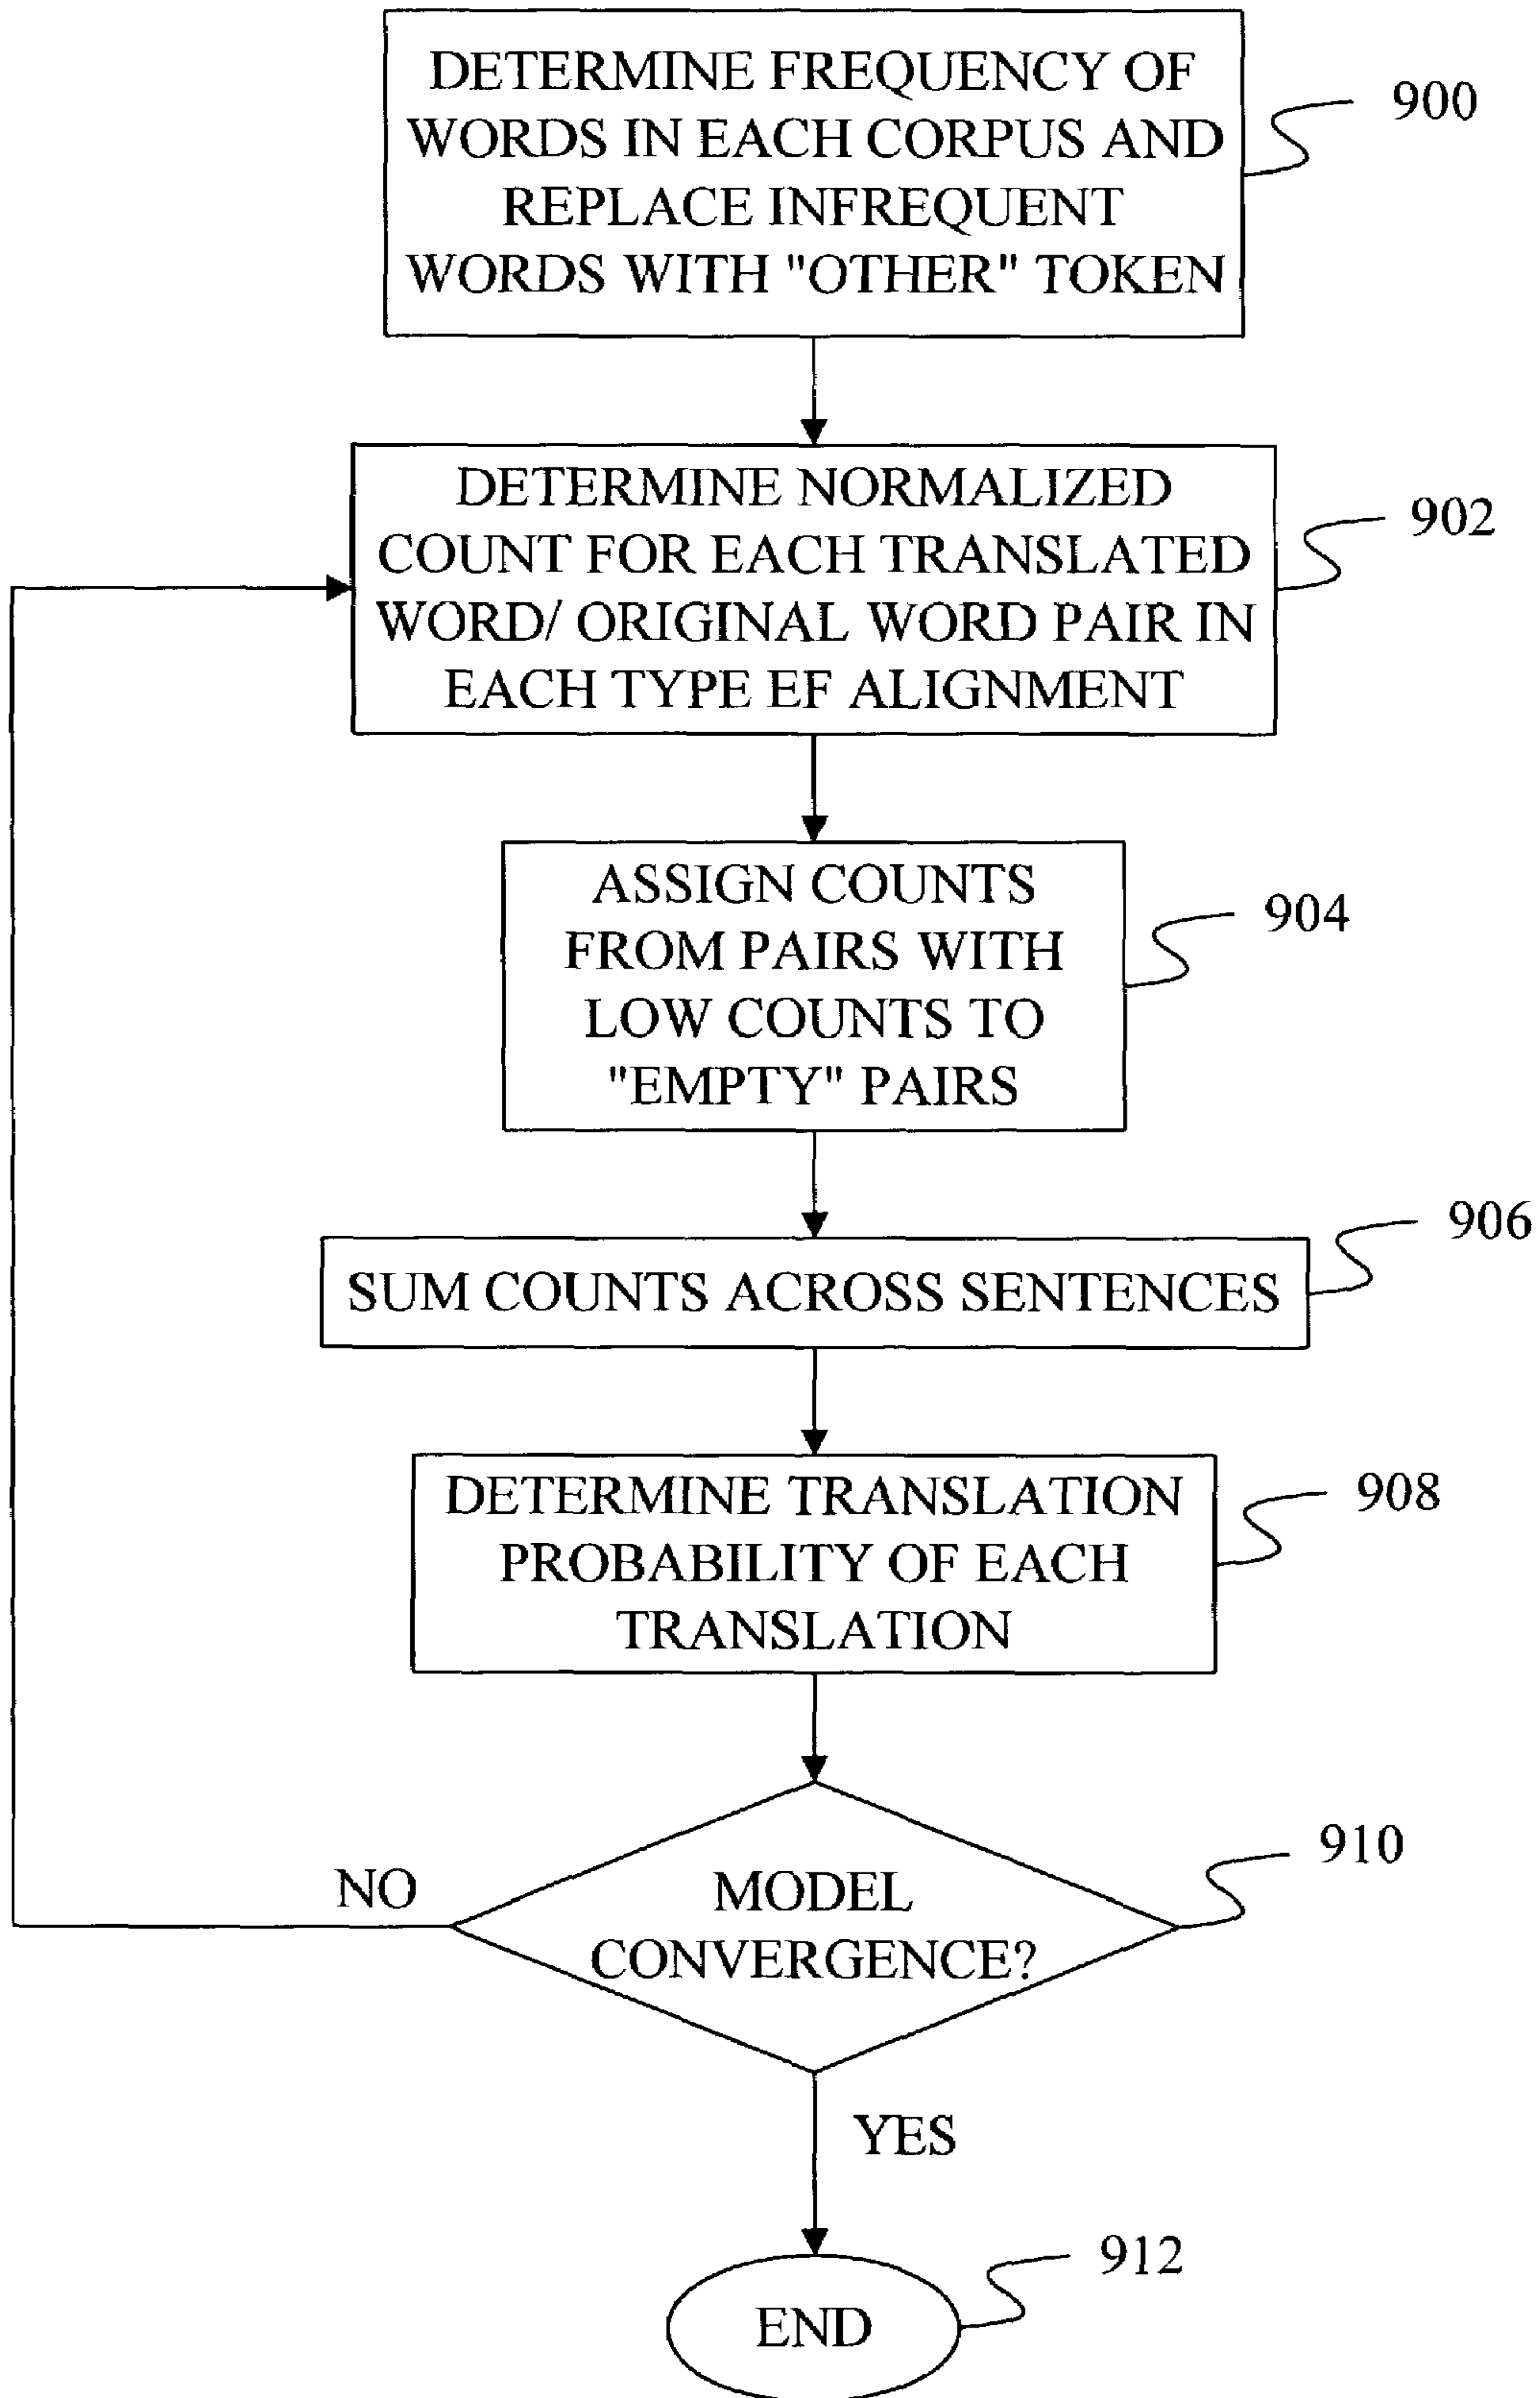 DETERMINE FREQUENCY OF
WORDS IN EACH CORPUS AND
REPLACE INFREQUENT
WORDS WITH "OTHER" TOKEN
900
DETERMINE NORMALIZED
COUNT FOR EACH TRANSLATED
WORD/ ORIGINAL WORD PAIR IN
EACH TYPE EF ALIGNMENT
902
ASSIGN COUNTS
FROM PAIRS WITH
LOW COUNTS TO
"EMPTY" PAIRS
904
SUM COUNTS ACROSS SENTENCES
906
DETERMINE TRANSLATION
PROBABILITY OF EACH
TRANSLATION
908
NO
MODEL
CONVERGENCE?
910
YES
END
912